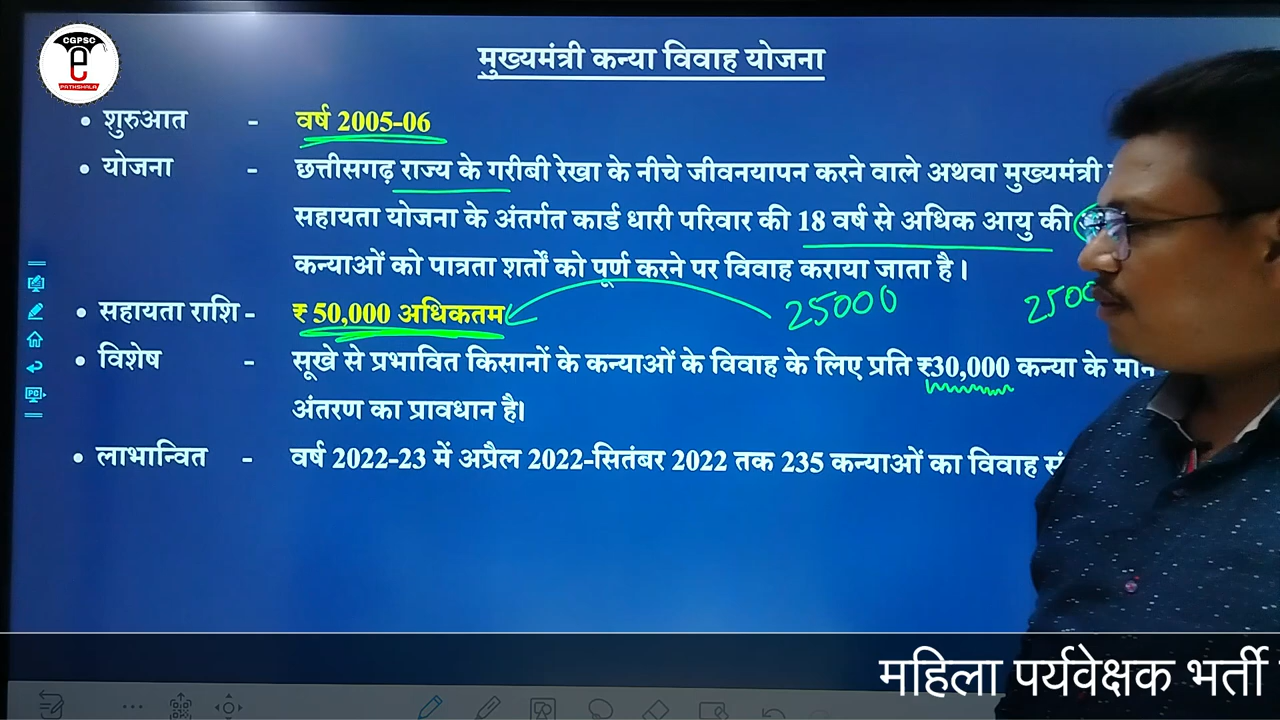 CGPSC
e
PATHSHALA
मुख्यमंत्री कन्या विवाह योजना
• शुरुआत - वर्ष 2005-06
• योजना - छत्तीसगढ़ राज्य के गरीबी रेखा के नीचे जीवनयापन करने वाले अथवा मुख्यमंत्री
सहायता योजना के अंतर्गत कार्ड धारी परिवार की 18 वर्ष से अधिक आयु की
कन्याओं को पात्रता शर्तों को पूर्ण करने पर विवाह कराया जाता है।
• सहायता राशि - ₹ 50,000 अधिकतम 25000 2500
• विशेष - सूखे से प्रभावित किसानों के कन्याओं के विवाह के लिए प्रति ₹30,000 कन्या के मान
अंतरण का प्रावधान है।
• लाभान्वित - वर्ष 2022-23 में अप्रैल 2022-सितंबर 2022 तक 235 कन्याओं का विवाह
PC
महिला पर्यवेक्षक भर्ती